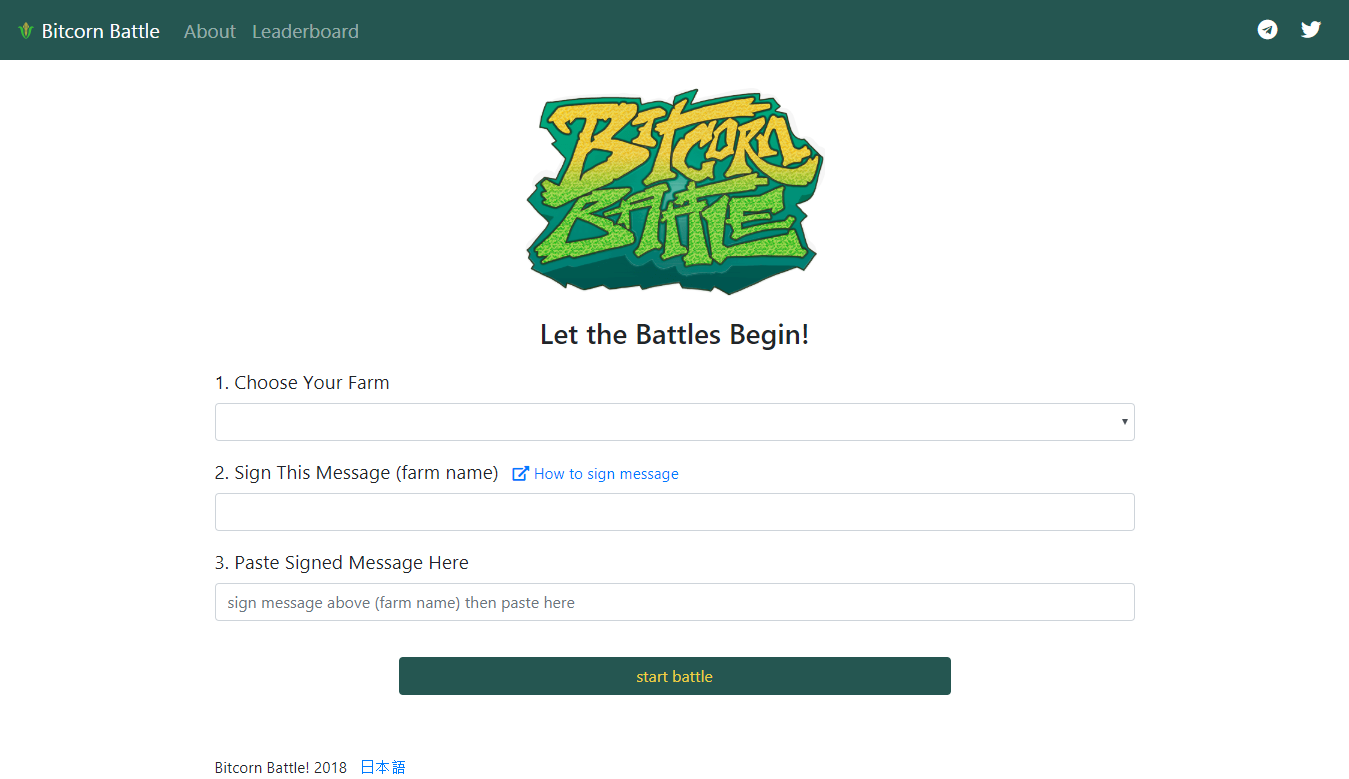 Bitcorn Battle About Leaderboard
BITCORN
BATTLE
Let the Battles Begin!
1. Choose Your Farm
2. Sign This Message (farm name) How to sign message
3. Paste Signed Message Here
sign message above (farm name) then paste here
start battle
Bitcorn Battle! 2018 日本語